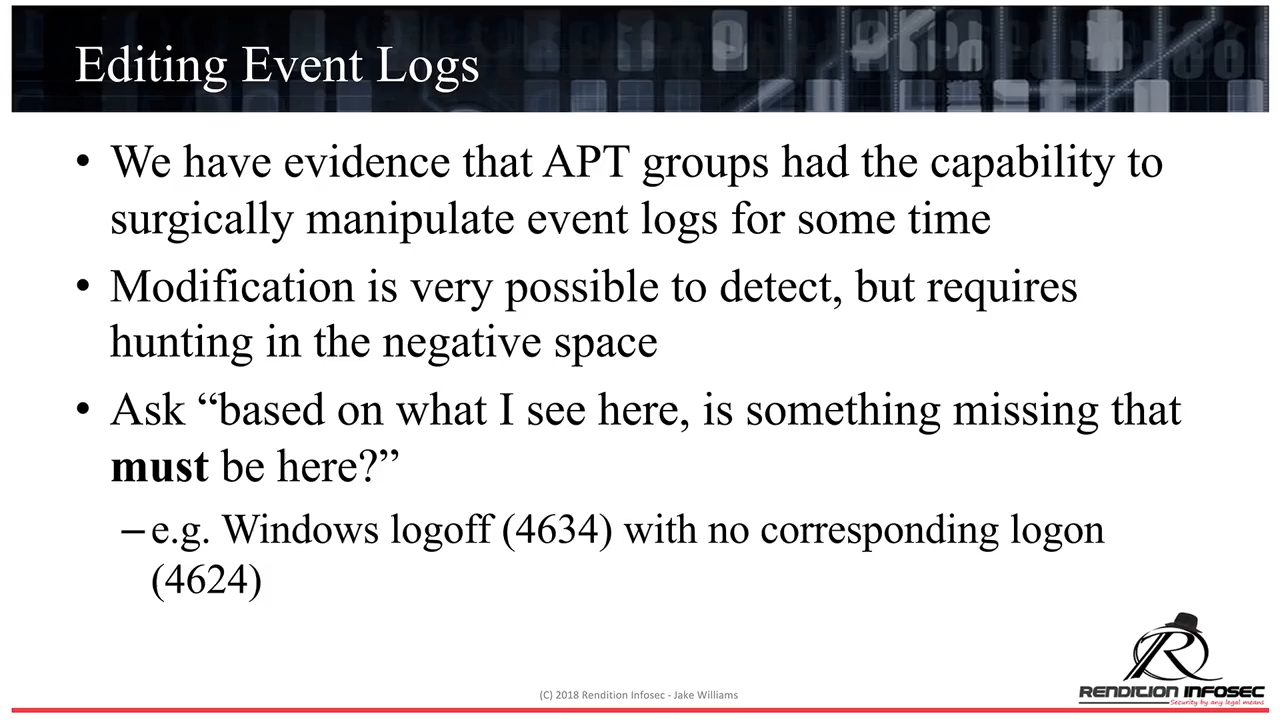 Editing Event Logs
• We have evidence that APT groups had the capability to
surgically manipulate event logs for some time
• Modification is very possible to detect, but requires
hunting in the negative space
• Ask “based on what I see here, is something missing that
must be here?”
– e.g. Windows logoff (4634) with no corresponding logon
(4624)
(C) 2018 Rendition Infosec - Jake Williams
RENDITION INFOSEC
Security by any legal means